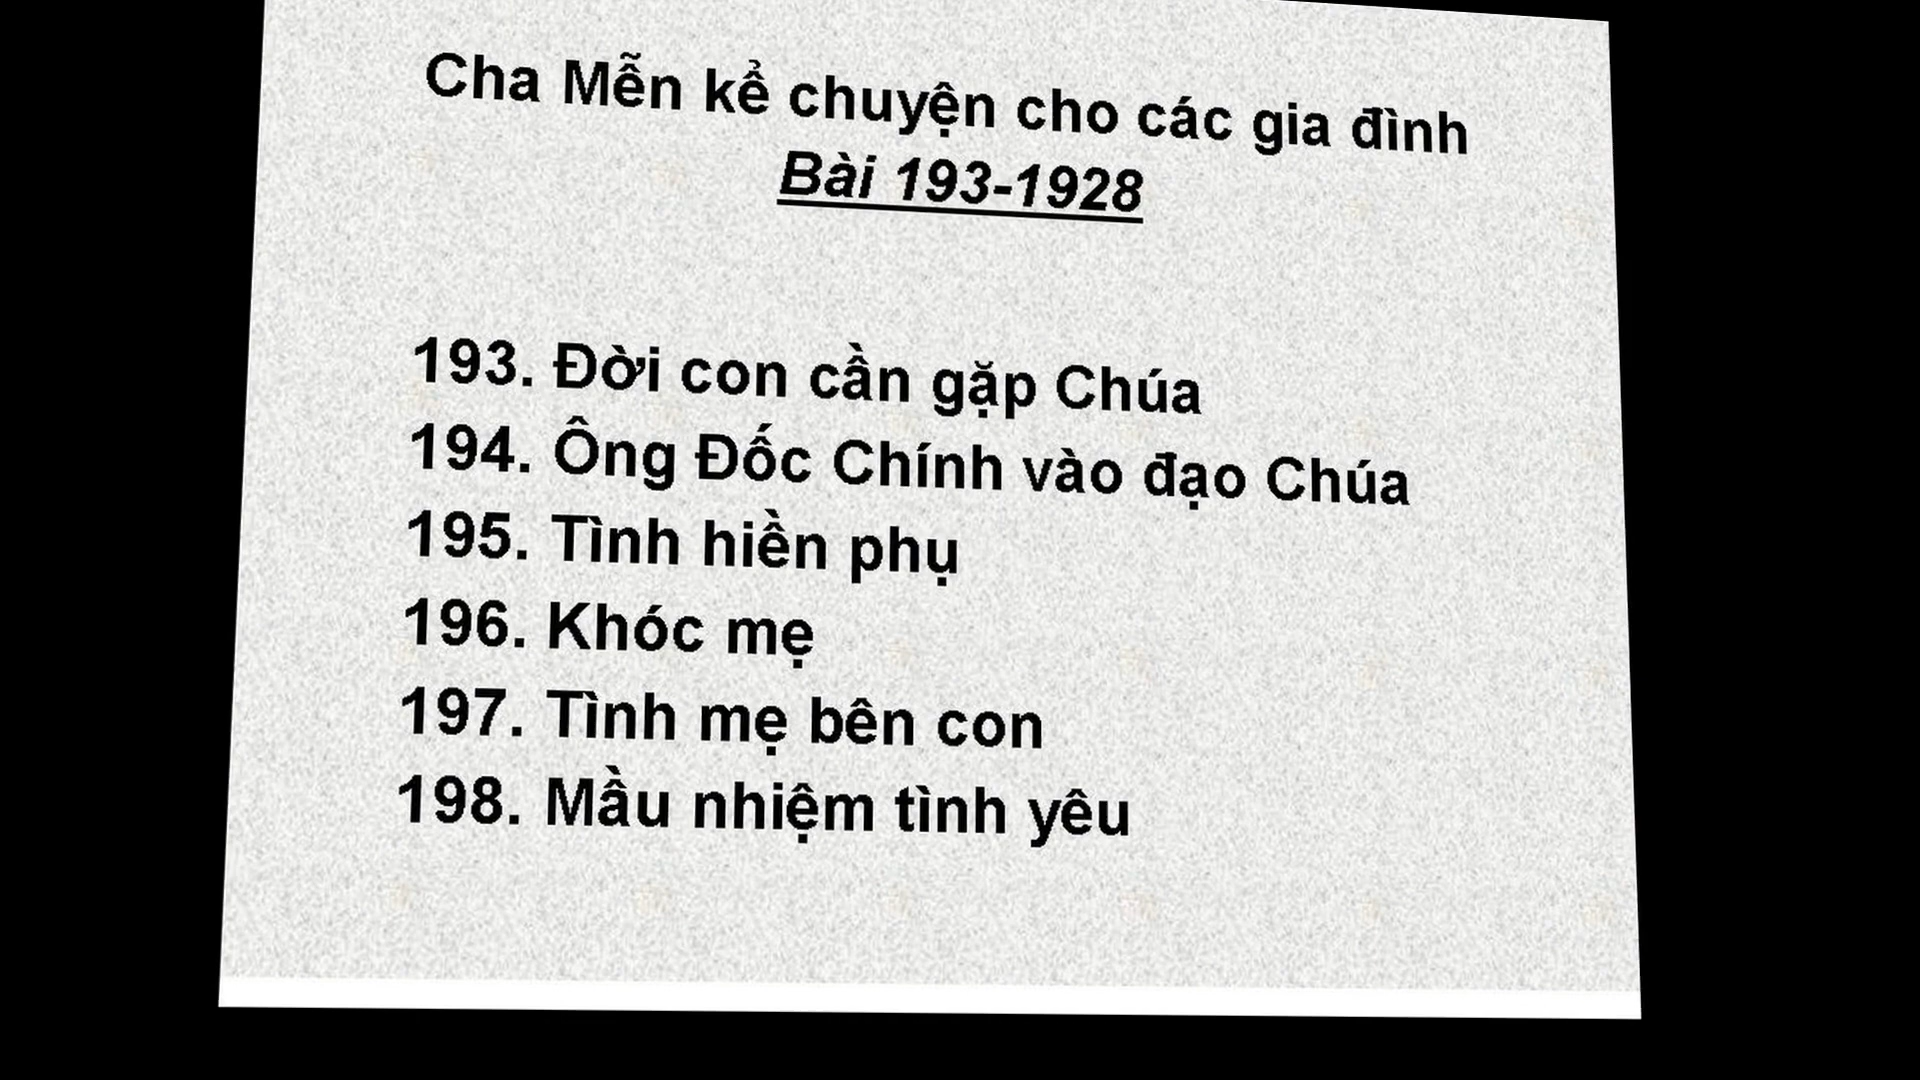 Cha Mễn kể chuyện cho các gia đình
Bài 193-1928
193. Đời con cần gặp Chúa
194. Ông Đốc Chính vào đạo Chúa
195. Tình hiền phụ
196. Khóc mẹ
197. Tình mẹ bên con
198. Mầu nhiệm tình yêu